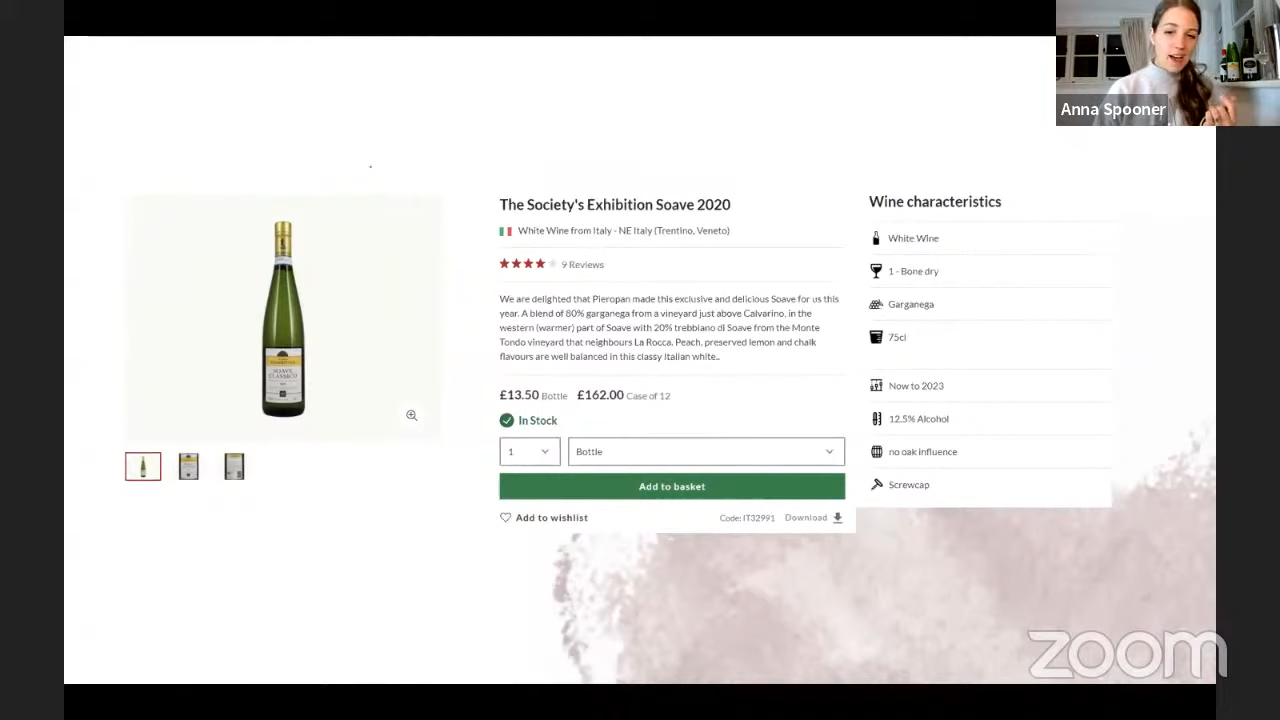 Anna Spooner
The Society's Exhibition Soave 2020
White Wine from Italy - NE Italy (Trentino, Veneto)
9 Reviews
We are delighted that Pieropan made this exclusive and delicious Soave for us this
year. A blend of 80% garganega from a vineyard just above Calvarino, in the
western (warmer) part of Soave with 20% trebbiano di Soave from the Monte
Tondo vineyard that neighbours La Rocca. Peach, preserved lemon and chalk
flavours are well balanced in this classy Italian white..
£13.50 Bottle £162.00 Case of 12
In Stock
1 Bottle
Add to basket
Add to wishlist Code: IT32991 Download
Wine characteristics
White Wine
1 - Bone dry
Garganega
75cl
Now to 2023
12.5% Alcohol
no oak influence
Screwcap
SOAVE
CLASSICO
zoom